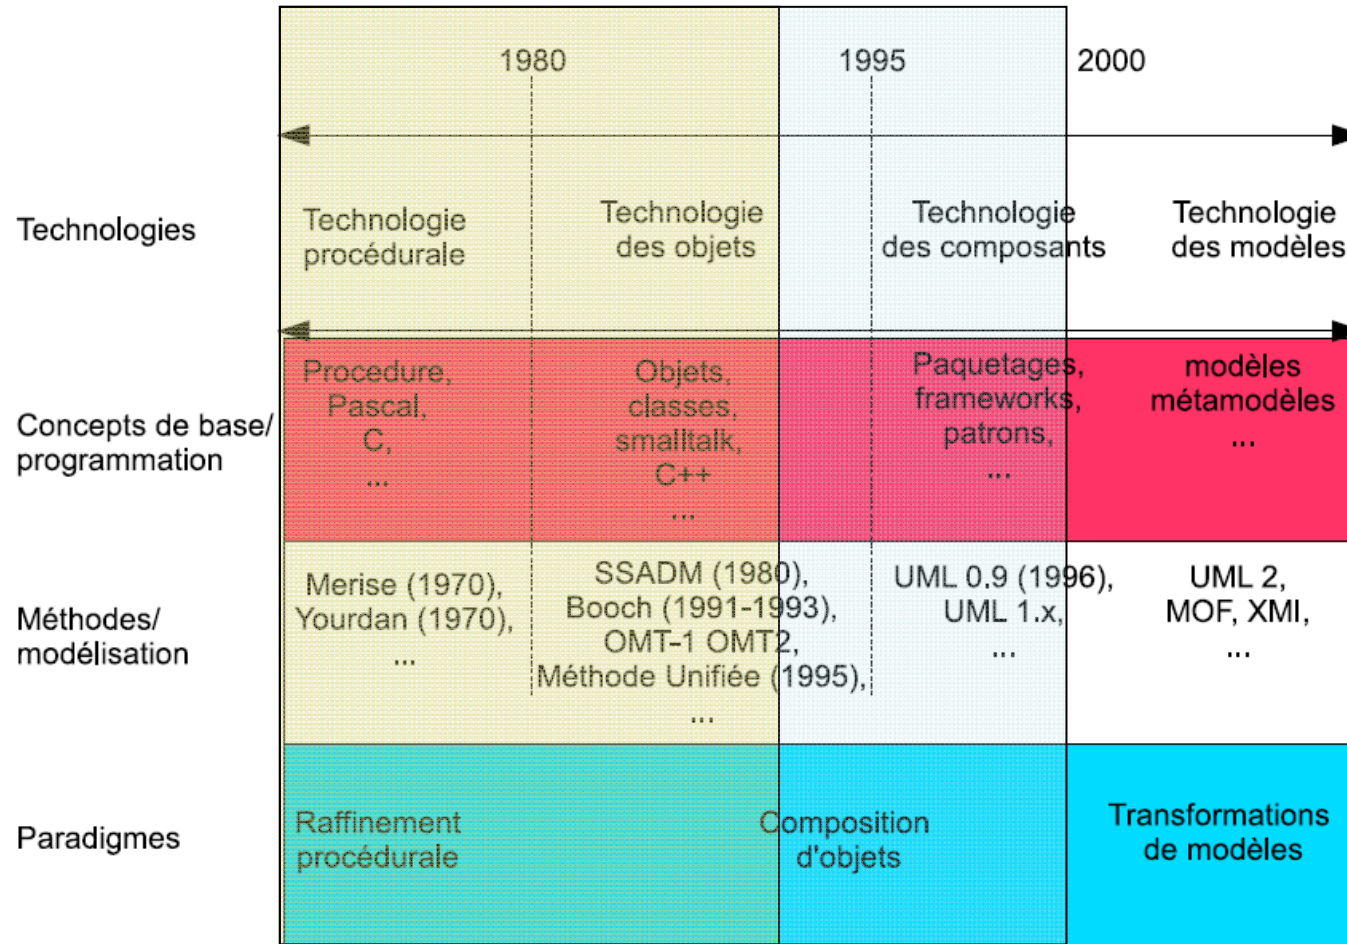 1980
1995
2000
Technologies
Technologie
procédurale
Technologie
des objets
Technologie
des composants
Technologie
des modèles
Concepts de base/
programmation
Procedure,
Pascal,
C,
...
Objets,
classes,
smalltalk,
C++
...
Paquetages,
frameworks,
patrons,
...
modèles
métamodèles
...
Méthodes/
modélisation
Merise (1970),
Yourdan (1970),
...
SSADM (1980),
Booch (1991-1993),
OMT-1 OMT2,
Méthode Unifiée (1995),
...
UML 0.9 (1996),
UML 1.x,
...
UML 2,
MOF, XMI,
...
Paradigmes
Raffinement
procédurale
Composition
d'objets
Transformations
de modèles